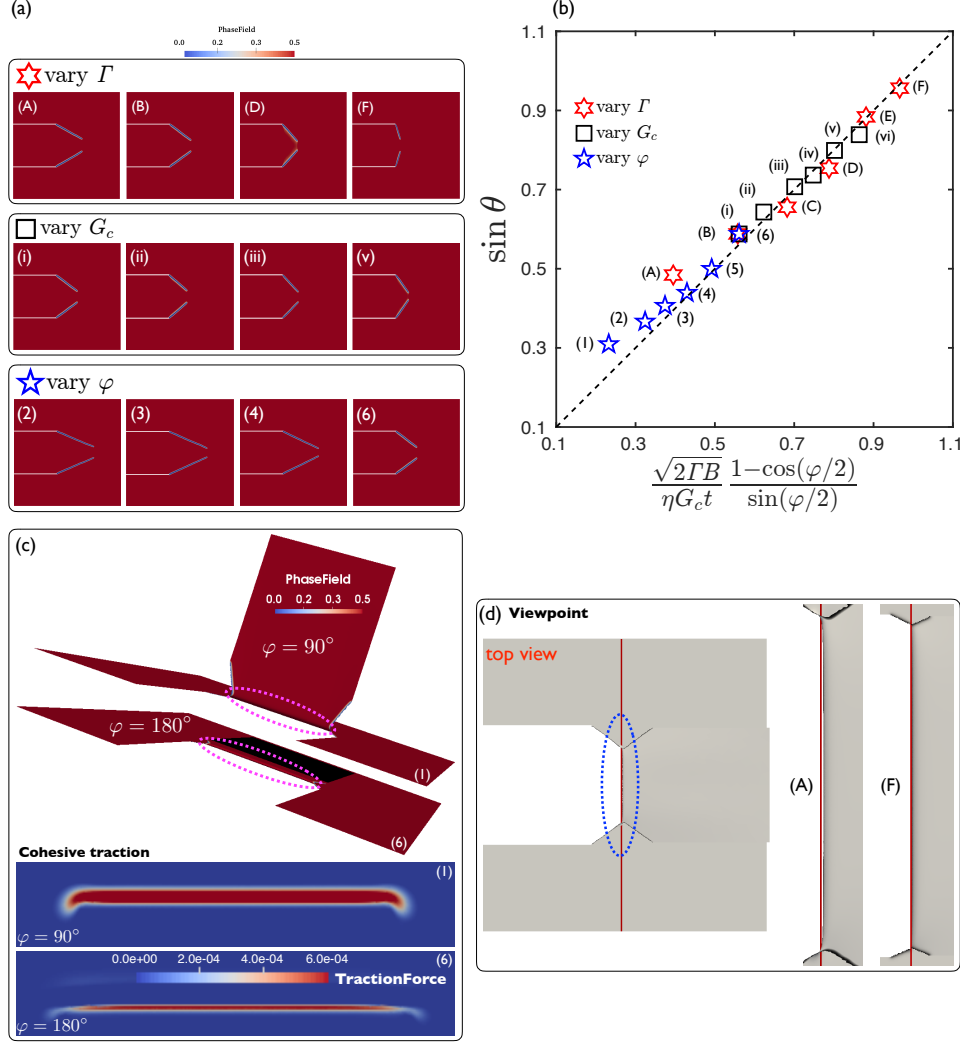 (a)
PhaseField
0.0 0.2 0.3 0.5
vary Γ
(A) (B) (D) (F)
vary G_c
(i) (ii) (iii) (v)
vary φ
(2) (3) (4) (6)
(b)
sin θ
1.1
0.9
0.7
0.5
0.3
0.1
0.1 0.3 0.5 0.7 0.9 1.1
vary Γ
vary G_c
vary φ
(F)
(E)
(v)
(vi)
(iv)
(iii)
(D)
(ii)
(C)
(i)
(B) (6)
(A) (5)
(4)
(2) (3)
(1)
√2ΓB 1−cos(φ/2)
ηG_ct sin(φ/2)
(c)
PhaseField
0.0 0.2 0.3 0.5
φ = 90°
φ = 180°
(1)
(6)
Cohesive traction
(1)
φ = 90°
0.0e+00 2.0e-04 4.0e-04 6.0e-04
(6)
TractionForce
φ = 180°
(d) Viewpoint
top view
(A) (F)